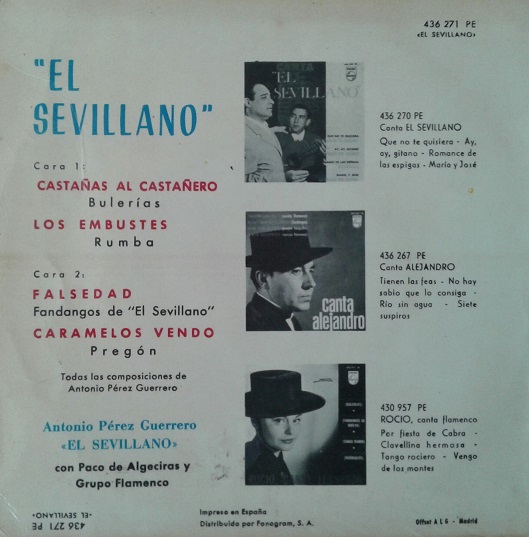 436 271 PE
«EL SEVILLANO»
"EL
SEVILLANO"
Cara 1:
CASTAÑAS AL CASTAÑERO
Bulerías
LOS EMBUSTES
Rumba
Cara 2:
FALSEDAD
Fandangos de "El Sevillano"
CARAMELOS VENDO
Pregón
Todas las composiciones de
Antonio Pérez Guerrero
Antonio Pérez Guerrero
«EL SEVILLANO»
con Paco de Algeciras y
Grupo Flamenco
CANTA
"EL
SEVILLANO"
436 270 PE
Canta EL SEVILLANO
Que no te quisiera - Ay,
ay, gitano - Romance de
las espigas - María y José
canta
alejandro
436 267 PE
Canta ALEJANDRO
Tienen las feas - No hay
sabio que lo consiga -
Río sin agua - Siete
suspiros
430 957 PE
ROCIO, canta flamenco
Por fiesta de Cabra -
Clavellina hermosa -
Tango rociero - Vengo
de los montes
436 271 PE
«EL SEVILLANO»
Impreso en España
Distribuido por Fonogram, S. A.
Offset A L G - Madrid